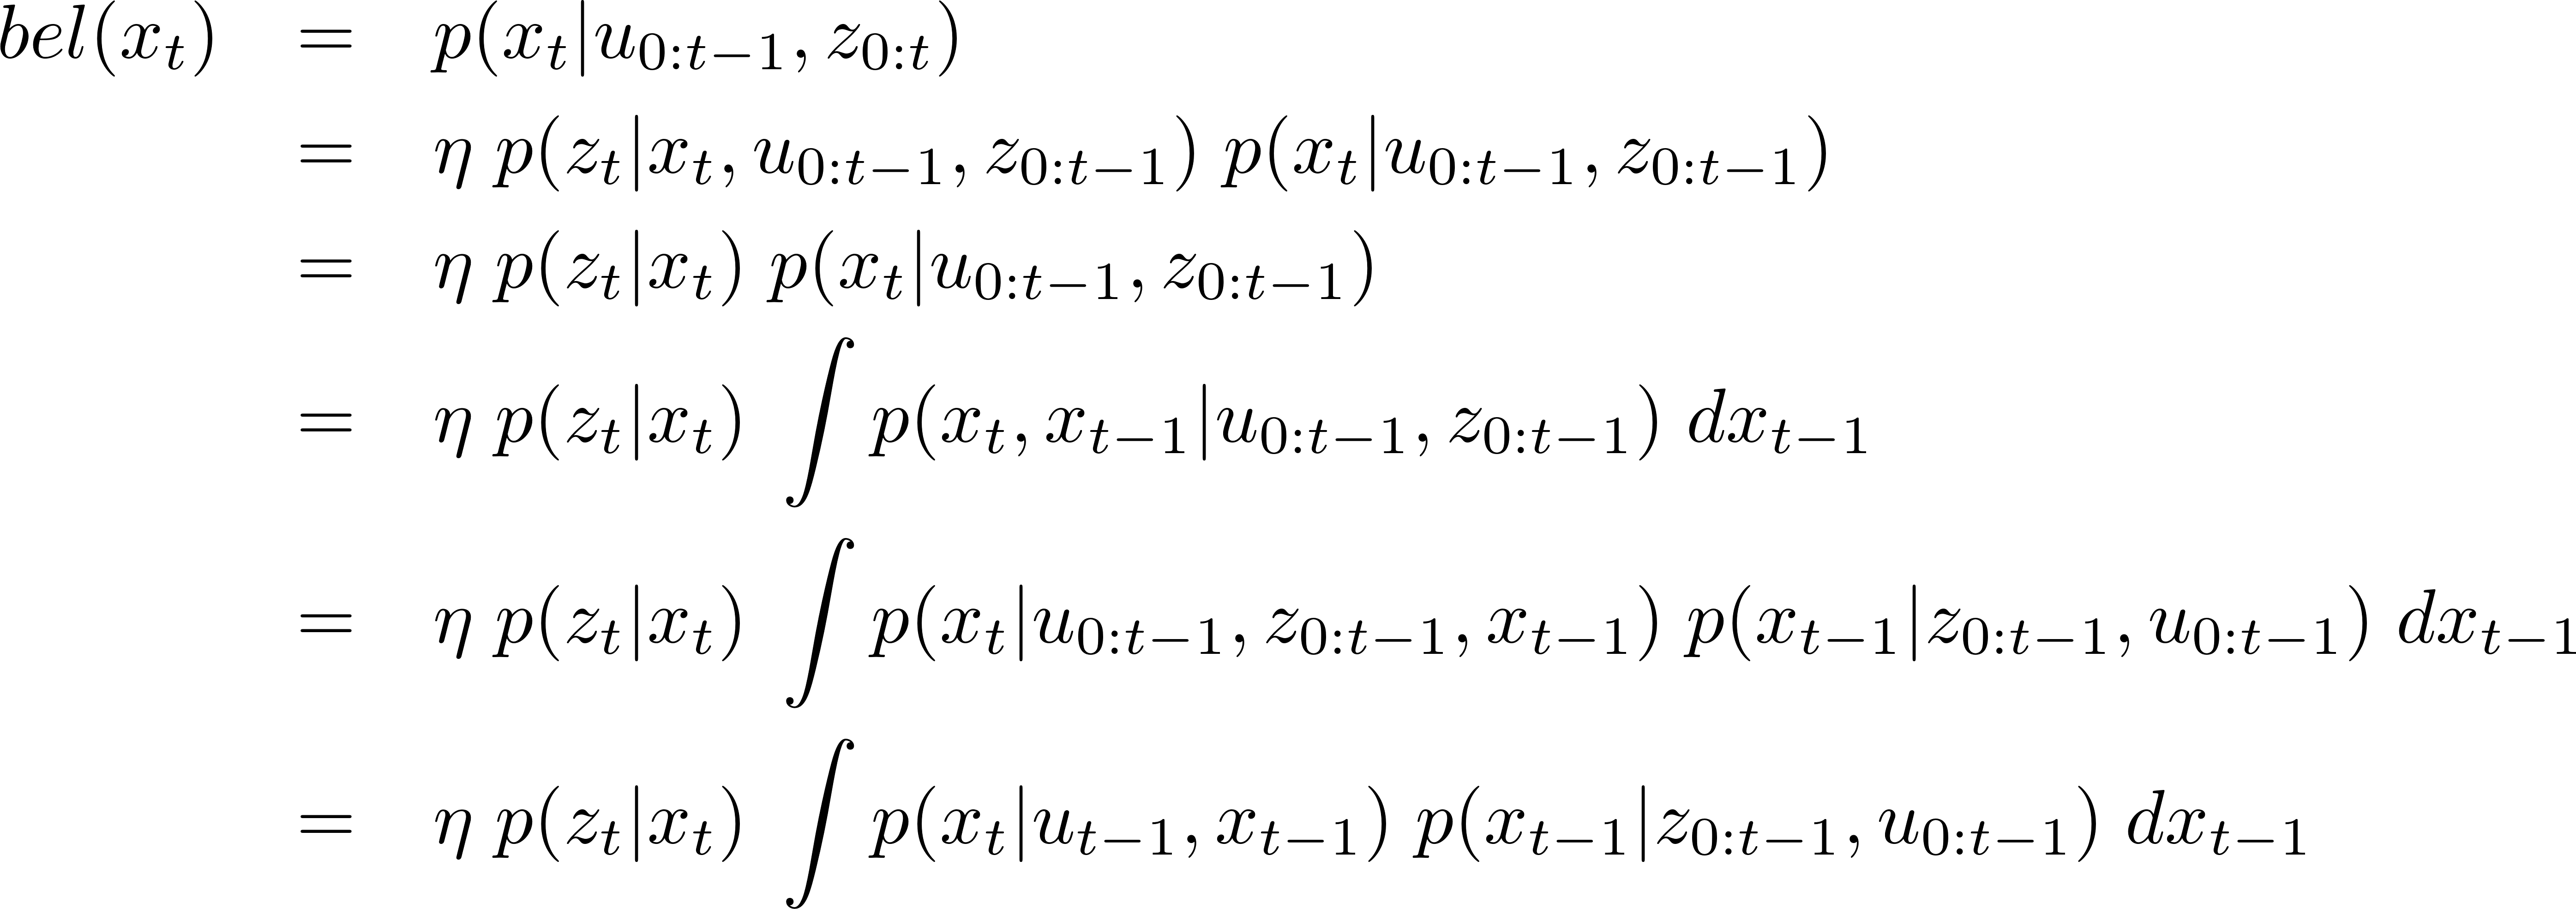 bel(x_t) = p(x_t|u_{0:t−1}, z_{0:t})
= η p(z_t|x_t, u_{0:t−1}, z_{0:t−1}) p(x_t|u_{0:t−1}, z_{0:t−1})
= η p(z_t|x_t) p(x_t|u_{0:t−1}, z_{0:t−1})
= η p(z_t|x_t) ∫ p(x_t, x_{t−1}|u_{0:t−1}, z_{0:t−1}) dx_{t−1}
= η p(z_t|x_t) ∫ p(x_t|u_{0:t−1}, z_{0:t−1}, x_{t−1}) p(x_{t−1}|z_{0:t−1}, u_{0:t−1}) dx_{t−1}
= η p(z_t|x_t) ∫ p(x_t|u_{t−1}, x_{t−1}) p(x_{t−1}|z_{0:t−1}, u_{0:t−1}) dx_{t−1}